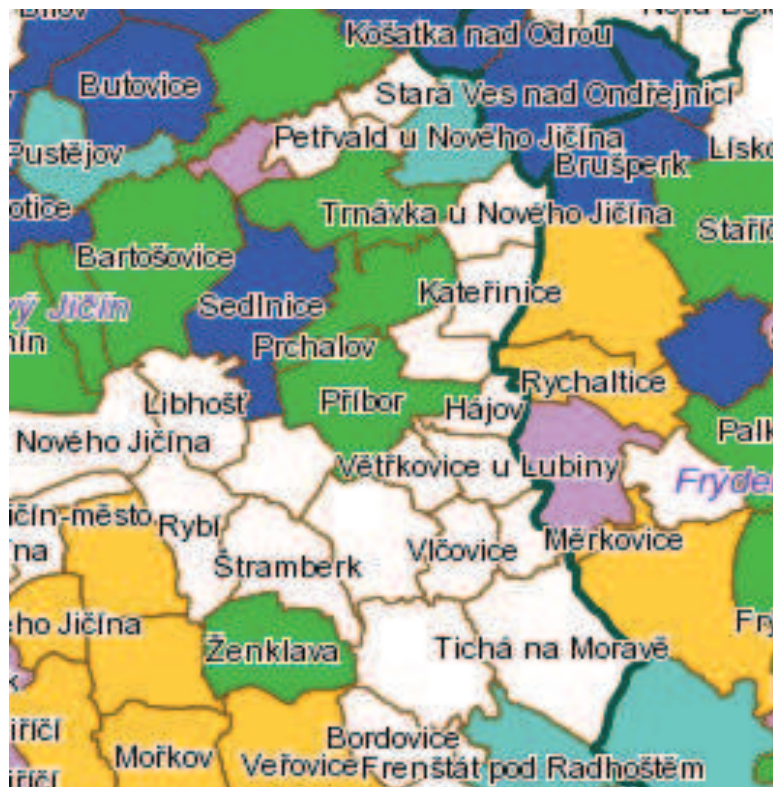 Košatka nad Odrou
Butovice
Stará Ves nad Ondřejnicí
Petřvald u Nového Jičína
Pustějov
Brušperk
Trnávka u Nového Jičína
Bartošovice
Kateřinice
Sedlnice
Prchalov
Rychaltice
Libhošť
Příbor
Hájov
Nového Jičína
Větřkovice u Lubiny
Rybí
Vlčovice
Měrkovice
Štramberk
ého Jičína
Ženklava
Tichá na Moravě
Bordovice
Mořkov
Veřovice
Frenštát pod Radhoštěm